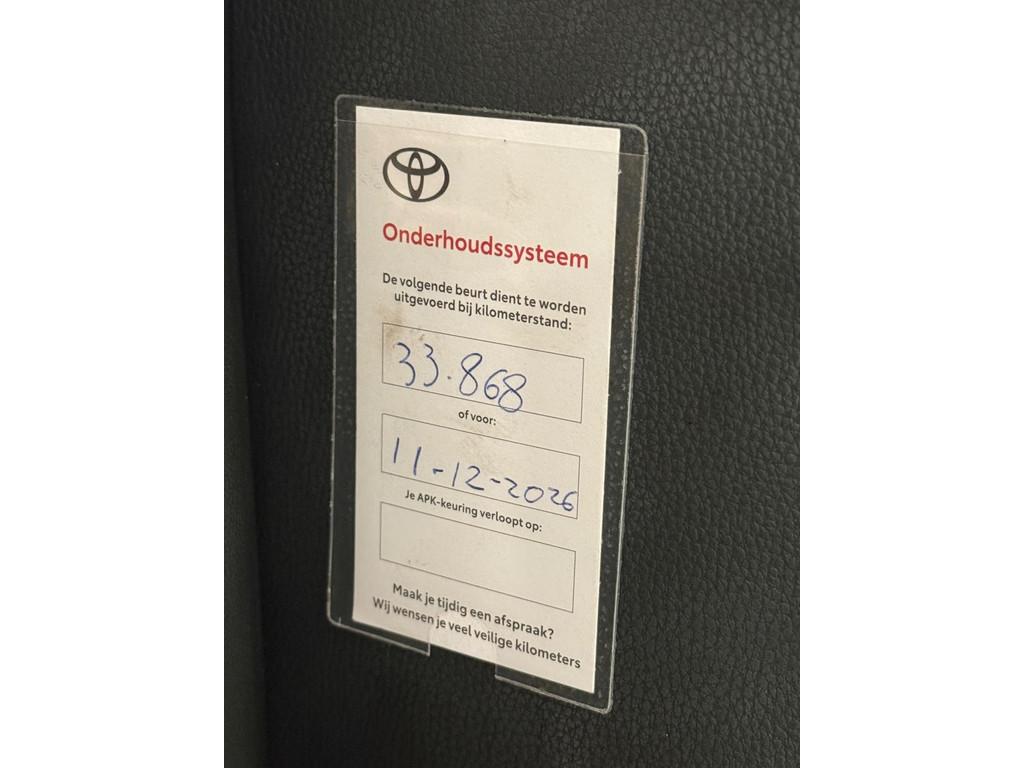 Onderhoudssysteem
De volgende beurt dient te worden
uitgevoerd bij kilometerstand:
33.868
of voor:
11-12-2026
Je APK-keuring verloopt op:
Maak je tijdig een afspraak?
Wij wensen je veel veilige kilometers